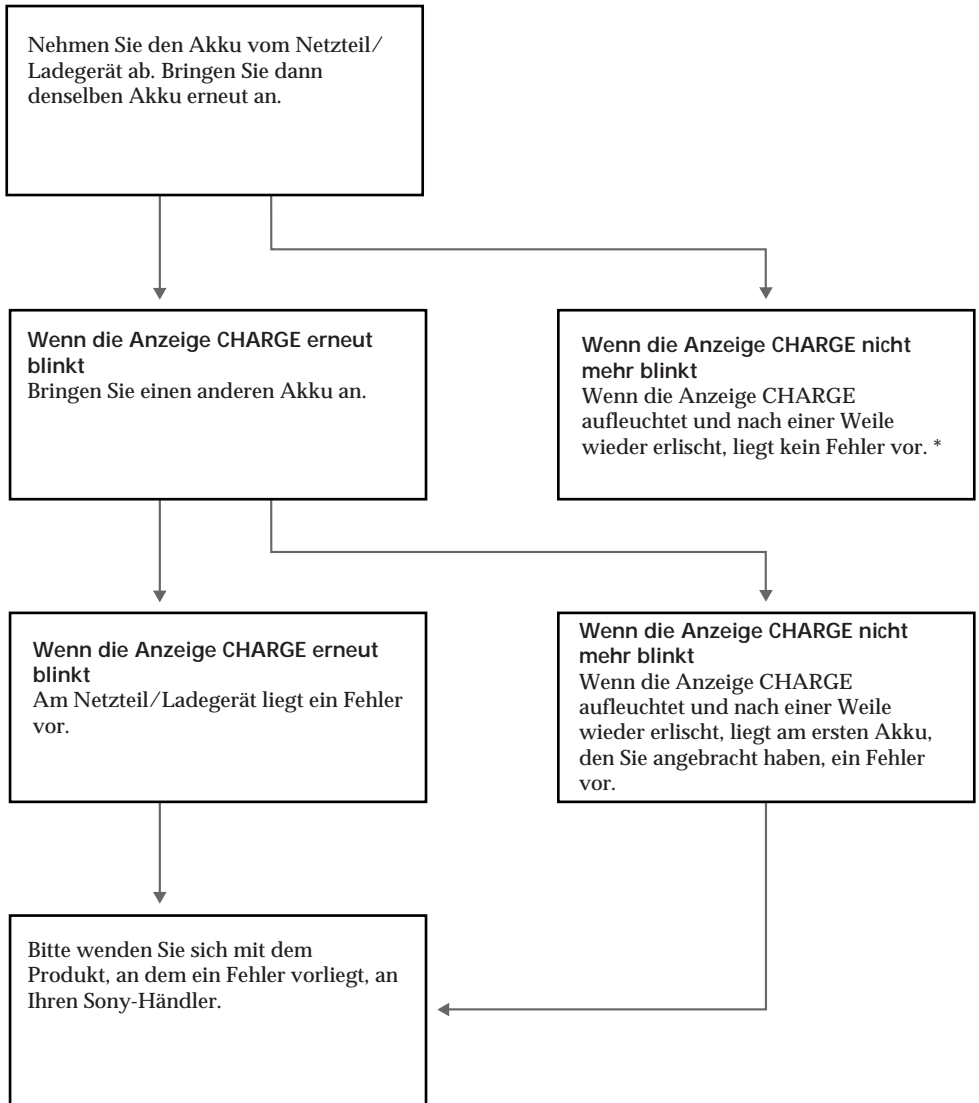 Nehmen Sie den Akku vom Netzteil/
Ladegerät ab. Bringen Sie dann
denselben Akku erneut an.
Wenn die Anzeige CHARGE erneut
blinkt
Bringen Sie einen anderen Akku an.
Wenn die Anzeige CHARGE nicht
mehr blinkt
Wenn die Anzeige CHARGE
aufleuchtet und nach einer Weile
wieder erlischt, liegt kein Fehler vor. *
Wenn die Anzeige CHARGE erneut
blinkt
Am Netzteil/Ladegerät liegt ein Fehler
vor.
Wenn die Anzeige CHARGE nicht
mehr blinkt
Wenn die Anzeige CHARGE
aufleuchtet und nach einer Weile
wieder erlischt, liegt am ersten Akku,
den Sie angebracht haben, ein Fehler
vor.
Bitte wenden Sie sich mit dem
Produkt, an dem ein Fehler vorliegt, an
Ihren Sony-Händler.